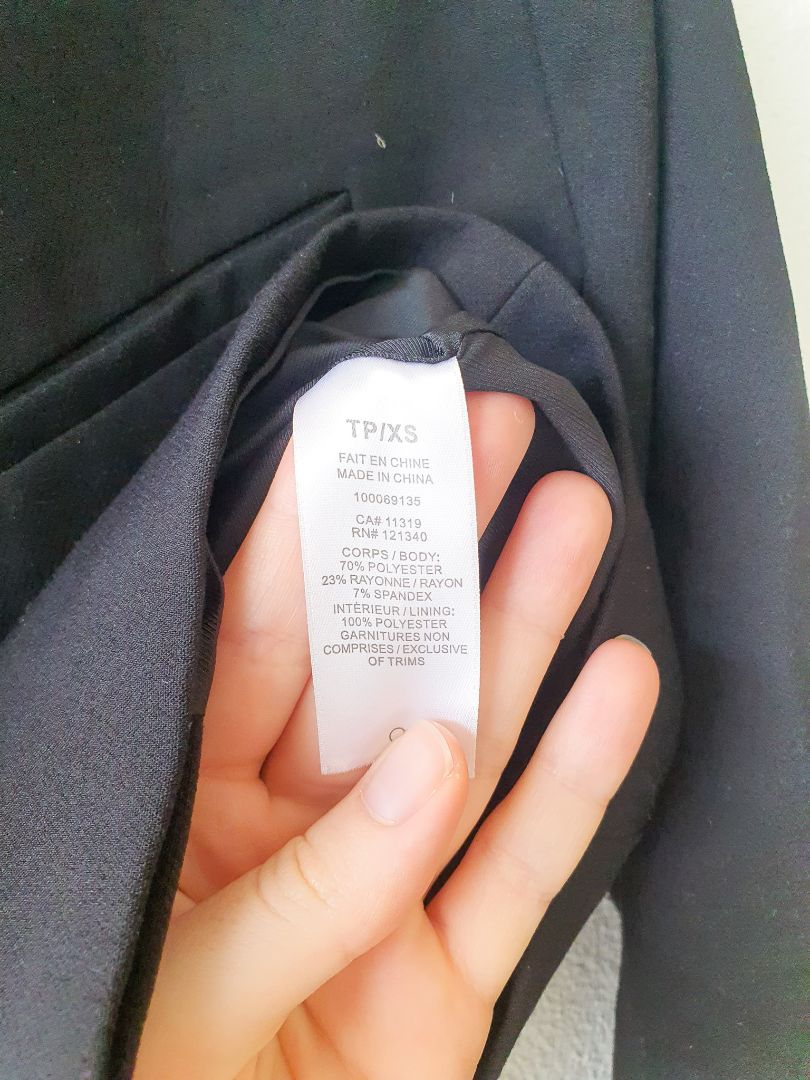 TP/XS
FAIT EN CHINE
MADE IN CHINA
100069135
CA# 11319
RN# 121340
CORPS / BODY:
70% POLYESTER
23% RAYONNE / RAYON
7% SPANDEX
INTÉRIEUR / LINING:
100% POLYESTER
GARNITURES NON
COMPRISES / EXCLUSIVE
OF TRIMS